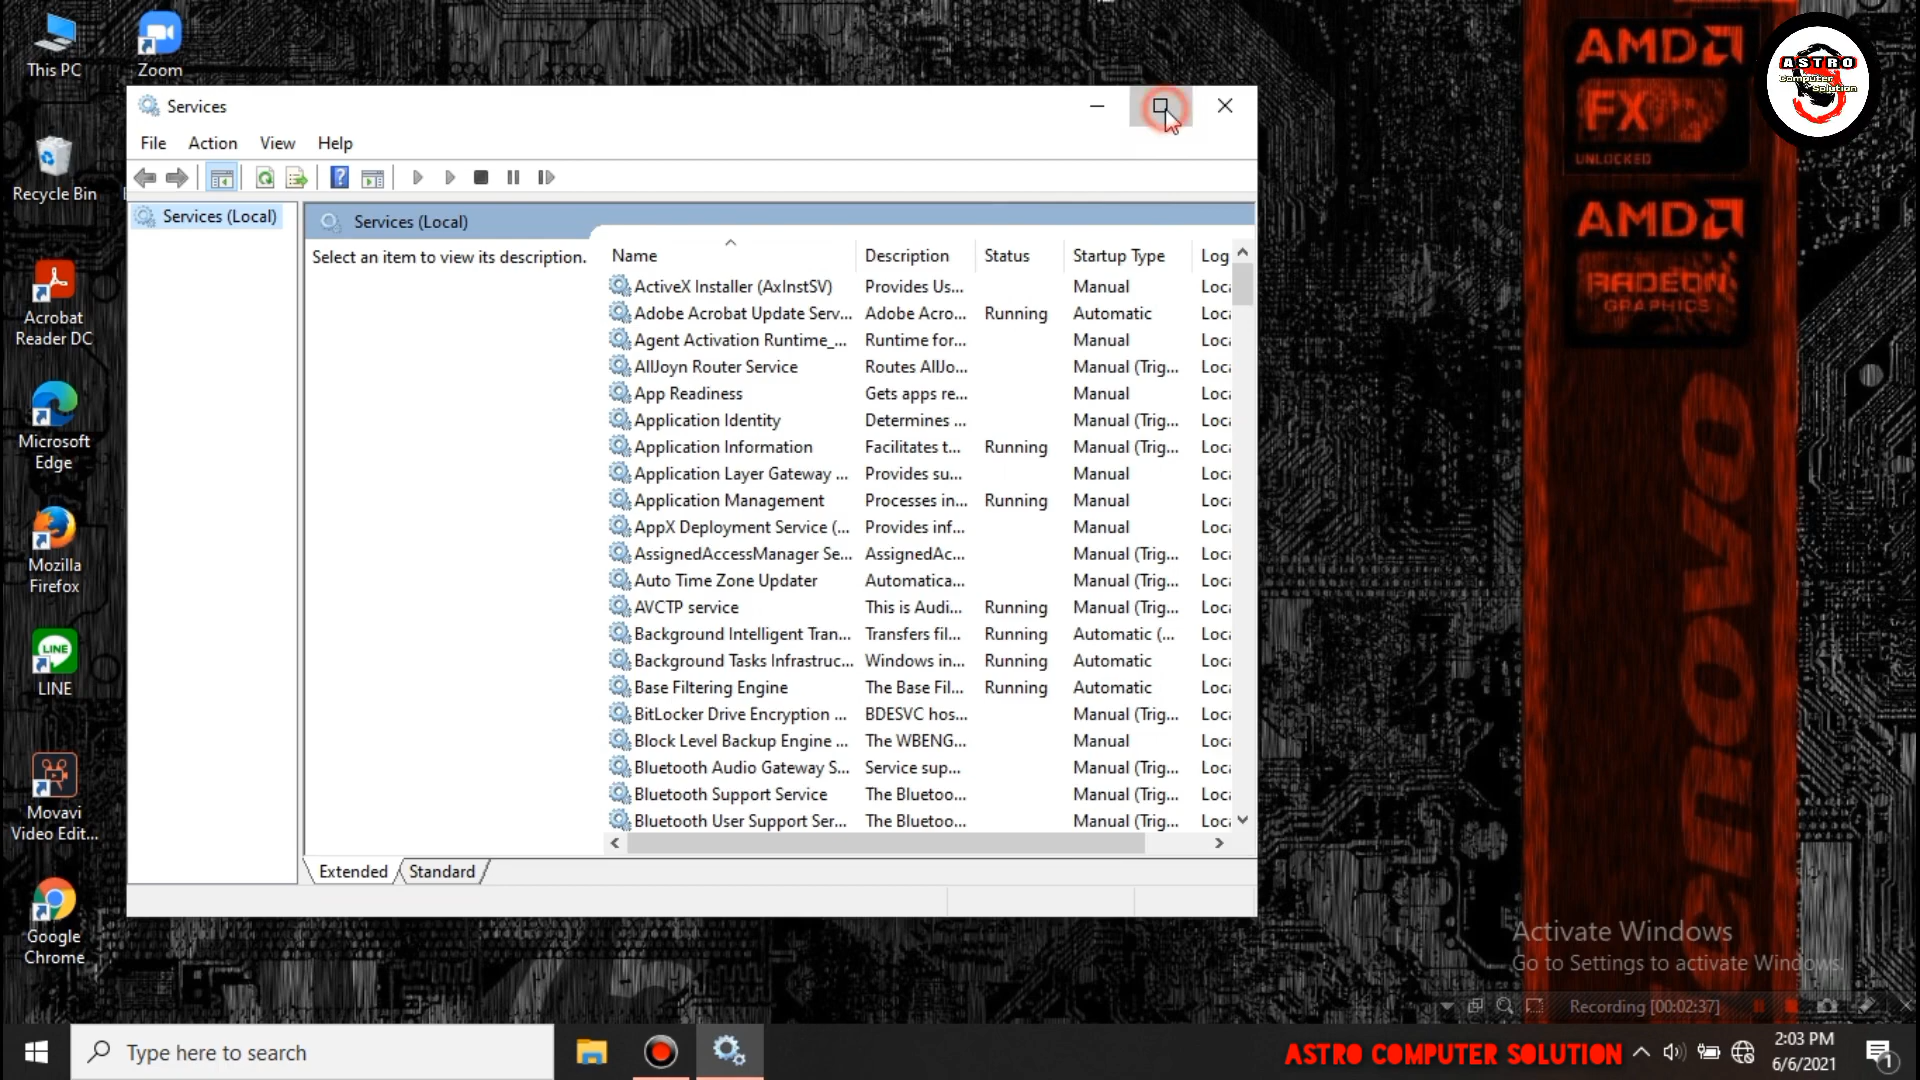 This PC
Zoom
Recycle Bin
Acrobat
Reader DC
Microsoft
Edge
Mozilla
Firefox
LINE
Movavi
Video Edit...
Google
Chrome
Services
File Action View Help
Services (Local)
Services (Local)
Select an item to view its description.
Name Description Status Startup Type Log
ActiveX Installer (AxInstSV) Provides Us... Manual Loc
Adobe Acrobat Update Serv... Adobe Acro... Running Automatic Loc
Agent Activation Runtime_... Runtime for... Manual Loc
AllJoyn Router Service Routes AllJo... Manual (Trig... Loc
App Readiness Gets apps re... Manual Loc
Application Identity Determines ... Manual (Trig... Loc
Application Information Facilitates t... Running Manual (Trig... Loc
Application Layer Gateway ... Provides su... Manual Loc
Application Management Processes in... Running Manual Loc
AppX Deployment Service (... Provides inf... Manual Loc
AssignedAccessManager Se... AssignedAc... Manual (Trig... Loc
Auto Time Zone Updater Automatica... Manual (Trig... Loc
AVCTP service This is Audi... Running Manual (Trig... Loc
Background Intelligent Tran... Transfers fil... Running Automatic (... Loc
Background Tasks Infrastruc... Windows in... Running Automatic Loc
Base Filtering Engine The Base Fil... Running Automatic Loc
BitLocker Drive Encryption ... BDESVC hos... Manual (Trig... Loc
Block Level Backup Engine ... The WBENG... Manual Loc
Bluetooth Audio Gateway S... Service sup... Manual (Trig... Loc
Bluetooth Support Service The Bluetoo... Manual (Trig... Loc
Bluetooth User Support Ser... The Bluetoo... Manual (Trig... Loc
Extended Standard
AMD
FX
UNLOCKED
AMD
RADEON
GRAPHICS
lenovo
ASTRO
Computer
Solution
Activate Windows
Go to Settings to activate Windows.
Recording [00:02:37]
Type here to search
ASTRO COMPUTER SOLUTION
2:03 PM
6/6/2021
1